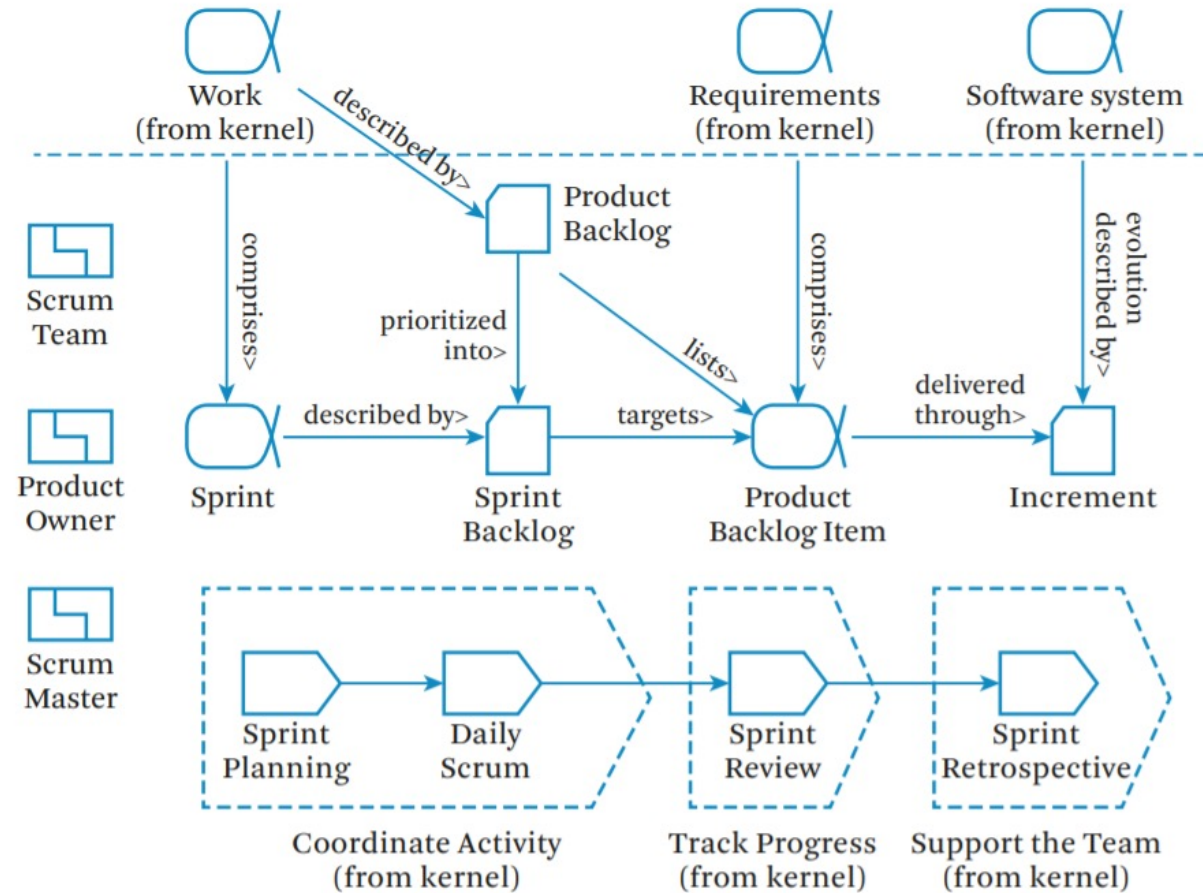 Work
(from kernel)
Requirements
(from kernel)
Software system
(from kernel)
described by>
Product
Backlog
Scrum
Team
comprises>
prioritized
into>
lists>
comprises>
evolution
described by>
Product
Owner
described by>
targets>
delivered
through>
Sprint
Sprint
Backlog
Product
Backlog Item
Increment
Scrum
Master
Sprint
Planning
Daily
Scrum
Sprint
Review
Sprint
Retrospective
Coordinate Activity
(from kernel)
Track Progress
(from kernel)
Support the Team
(from kernel)